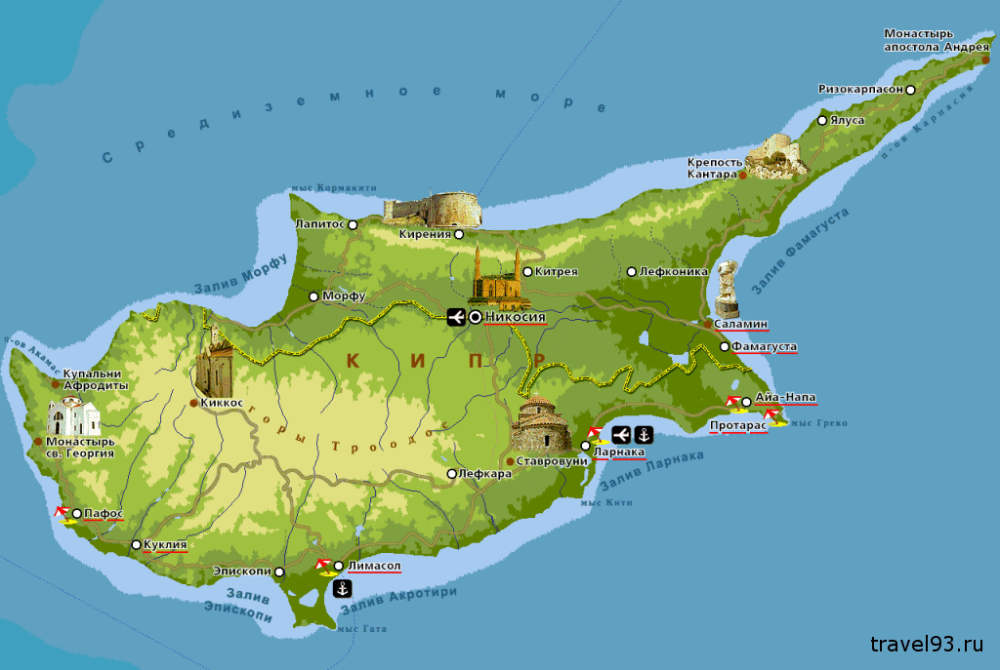 Монастырь
апостола Андрея
Ризокарпасон
Ялуса
п-ов Карпасия
Средиземное море
Крепость
Кантара
мыс Кормакити
Лапитос
Кирения
Залив Фамагуста
Залив Морфу
Китрея
Лефконика
Морфу
Никосия
Саламин
Фамагуста
п-ов Акамас
КИПР
Купальни
Афродиты
Киккос
горы Троодос
Айа-Напа
Протарас
мыс Греко
Монастырь
св. Георгия
Ставровуни
Ларнака
Залив Ларнака
Лефкара
мыс Кити
Пафос
Куклия
Эпископи
Лимасол
Залив
Эпископи
Залив Акротири
мыс Гата
travel93.ru